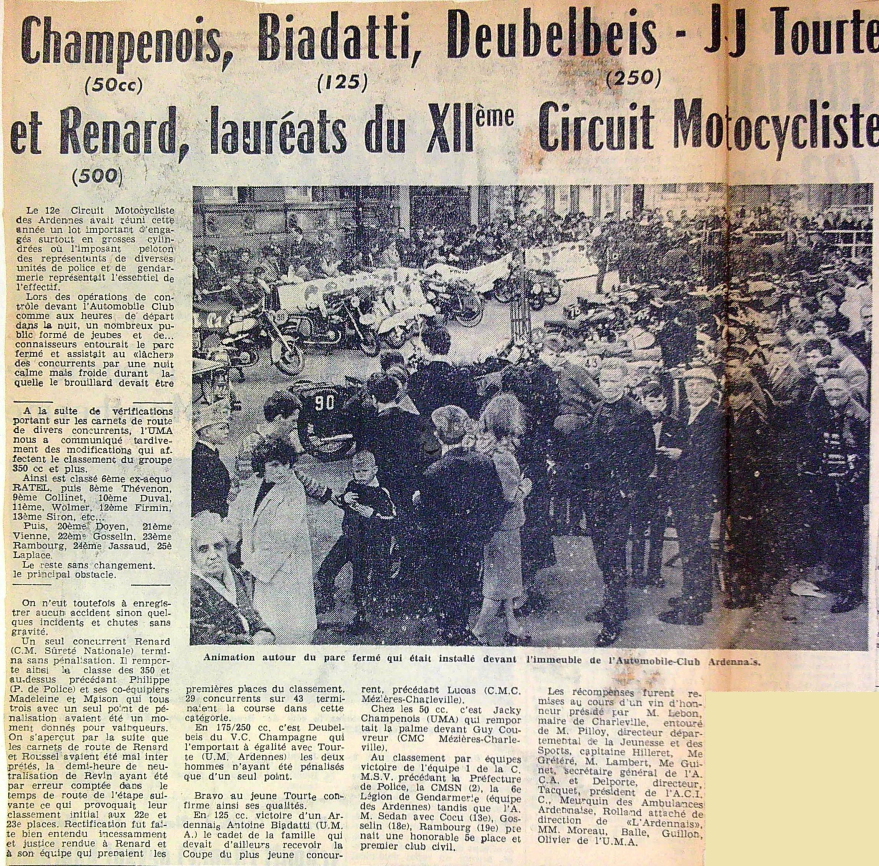 Champenois, Biadatti, Deubelbeis - JJ Tourte
(50cc) (125) (250)
et Renard, lauréats du XIIème Circuit Motocycliste
(500)
Le 12e Circuit Motocycliste
des Ardennes avait réuni cette
année un lot important d'enga-
gés surtout en grosses cylin-
drées où l'imposant peloton
des représentants de diverses
unités de police et de gendar-
merie représentait l'essentiel de
l'effectif.
Lors des opérations de con-
trôle devant l'Automobile Club
comme aux heures de départ
dans la nuit, un nombreux pu-
blic formé de jeubes et de...
connaisseurs entourait le parc
fermé et assistait au «lâcher»
des concurrents par une nuit
calme mais froide durant la-
quelle le brouillard devait être
A la suite de vérifications
portant sur les carnets de route
de divers concurrents, l'UMA
nous a communiqué tardive-
ment des modifications qui af-
fectent le classement du groupe
350 cc et plus.
Ainsi est classé 6ème ex-aequo
RATEL, puis 8ème Thévenon,
9ème Collinet, 10ème Duval,
11ème, Wolmer, 12ème Firmin,
13ème Siron, etc...
Puis, 20ème Doyen, 21ème
Vienne, 22ème Gosselin, 23ème
Rambourg, 24ème Jassaud, 25è
Laplace.
Le reste sans changement.
le principal obstacle.
On n'eut toutefois à enregis-
trer aucun accident sinon quel-
ques incidents et chutes sans
gravité.
Un seul concurrent Renard
(C.M. Sûreté Nationale) termi-
na sans pénalisation. Il rempor-
te ainsi la classe des 350 et
au-dessus précédant Philippe
(P. de Police) et ses co-équipiers
Madeleine et Maison qui tous
trois avec un seul point de pé-
nalisation avaient été un mo-
ment donnés pour vainqueurs.
On s'aperçut par la suite que
les carnets de route de Renard
et Roussel avaient été mal inter
prétés, la demi-heure de neu-
tralisation de Revin ayant été
par erreur comptée dans le
temps de route de l'étape sui-
vante ce qui provoquait leur
classement initial aux 22e et
23e places. Rectification fut fai-
te bien entendu incessamment
et justice rendue à Renard et
à son équipe qui prenaient les
90
43
Animation autour du parc fermé qui était installé devant l'immeuble de l'Automobile-Club Ardennais.
premières places du classement.
29 concurrents sur 43 termi-
naient la course dans cette
catégorie.
En 175/250 cc, c'est Deubel-
beis du V.C. Champagne qui
l'emportait à égalité avec Tour-
te (U.M. Ardennes) les deux
hommes n'ayant été pénalisés
que d'un seul point.
Bravo au jeune Tourte con-
firme ainsi ses qualités.
En 125 cc. victoire d'un Ar-
dennais Antoine Biadatti (U.M.
A.) le cadet de la famille qui
devait d'ailleurs recevoir la
Coupe du plus jeune concur-
rent, précédant Lucas (C.M.C.
Mézières-Charleville).
Chez les 50 cc. c'est Jacky
Champenois (UMA) qui rempor
tait la palme devant Guy Cou-
vreur (CMC Mézières-Charle-
ville).
Au classement par équipes
victoire de l'équipe 1 de la C.
M.S.V. précédant la Préfecture
de Police, la CMSN (2), la 6e
Légion de Gendarmerie (équipe
des Ardennes) tandis que l'A.
M. Sedan avec Cocu (13e), Gos-
selin (18e), Rambourg (19e) pre
nait une honorable 5e place et
premier club civil.
Les récompenses furent re-
mises au cours d'un vin d'hon-
neur présidé par M. Lebon,
maire de Charleville, entouré
de M. Pilloy, directeur dépar-
temental de la Jeunesse et des
Sports, capitaine Hilleret, Me
Grétéré, M. Lambert, Me Gui-
net, secrétaire général de l'A.
C.A. et Delporte, directeur,
Tacquet, président de l'A.C.I.
C., Meurquin des Ambulances
Ardennaise, Rolland attaché de
direction de «L'Ardennais»,
MM. Moreau, Balle, Guillon,
Olivier de l'U.M.A.